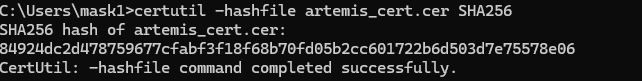 C:\Users\mask1>certutil -hashfile artemis_cert.cer SHA256
SHA256 hash of artemis_cert.cer:
84924dc2d478759677cfabf3f18f68b70fd05b2cc601722b6d503d7e75578e06
CertUtil: -hashfile command completed successfully.